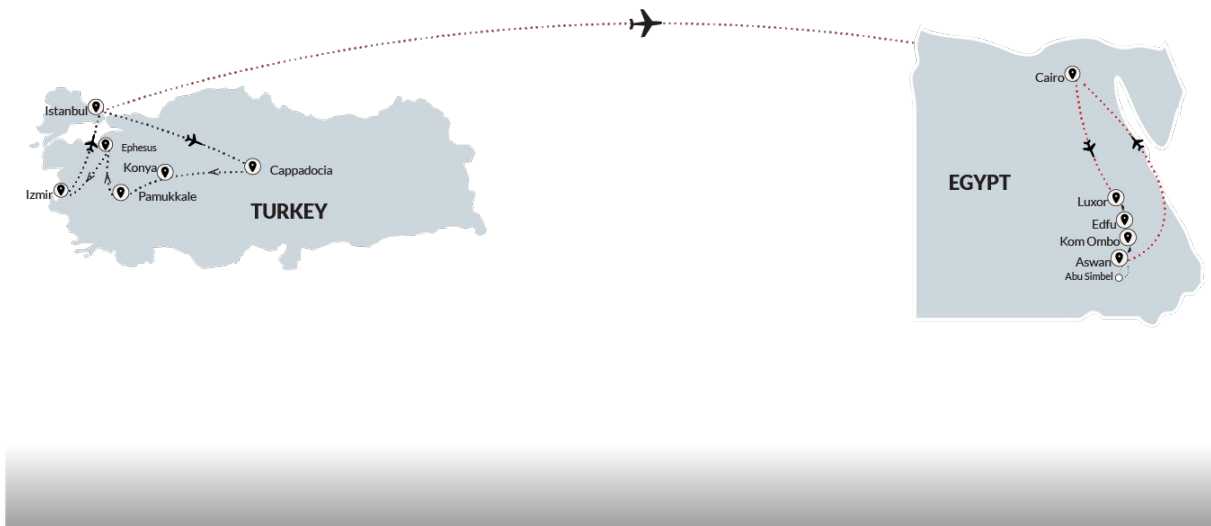 Istanbul
Ephesus
Konya
Cappadocia
Izmir
Pamukkale
TURKEY
Cairo
EGYPT
Luxor
Edfu
Kom Ombo
Aswan
Abu Simbel